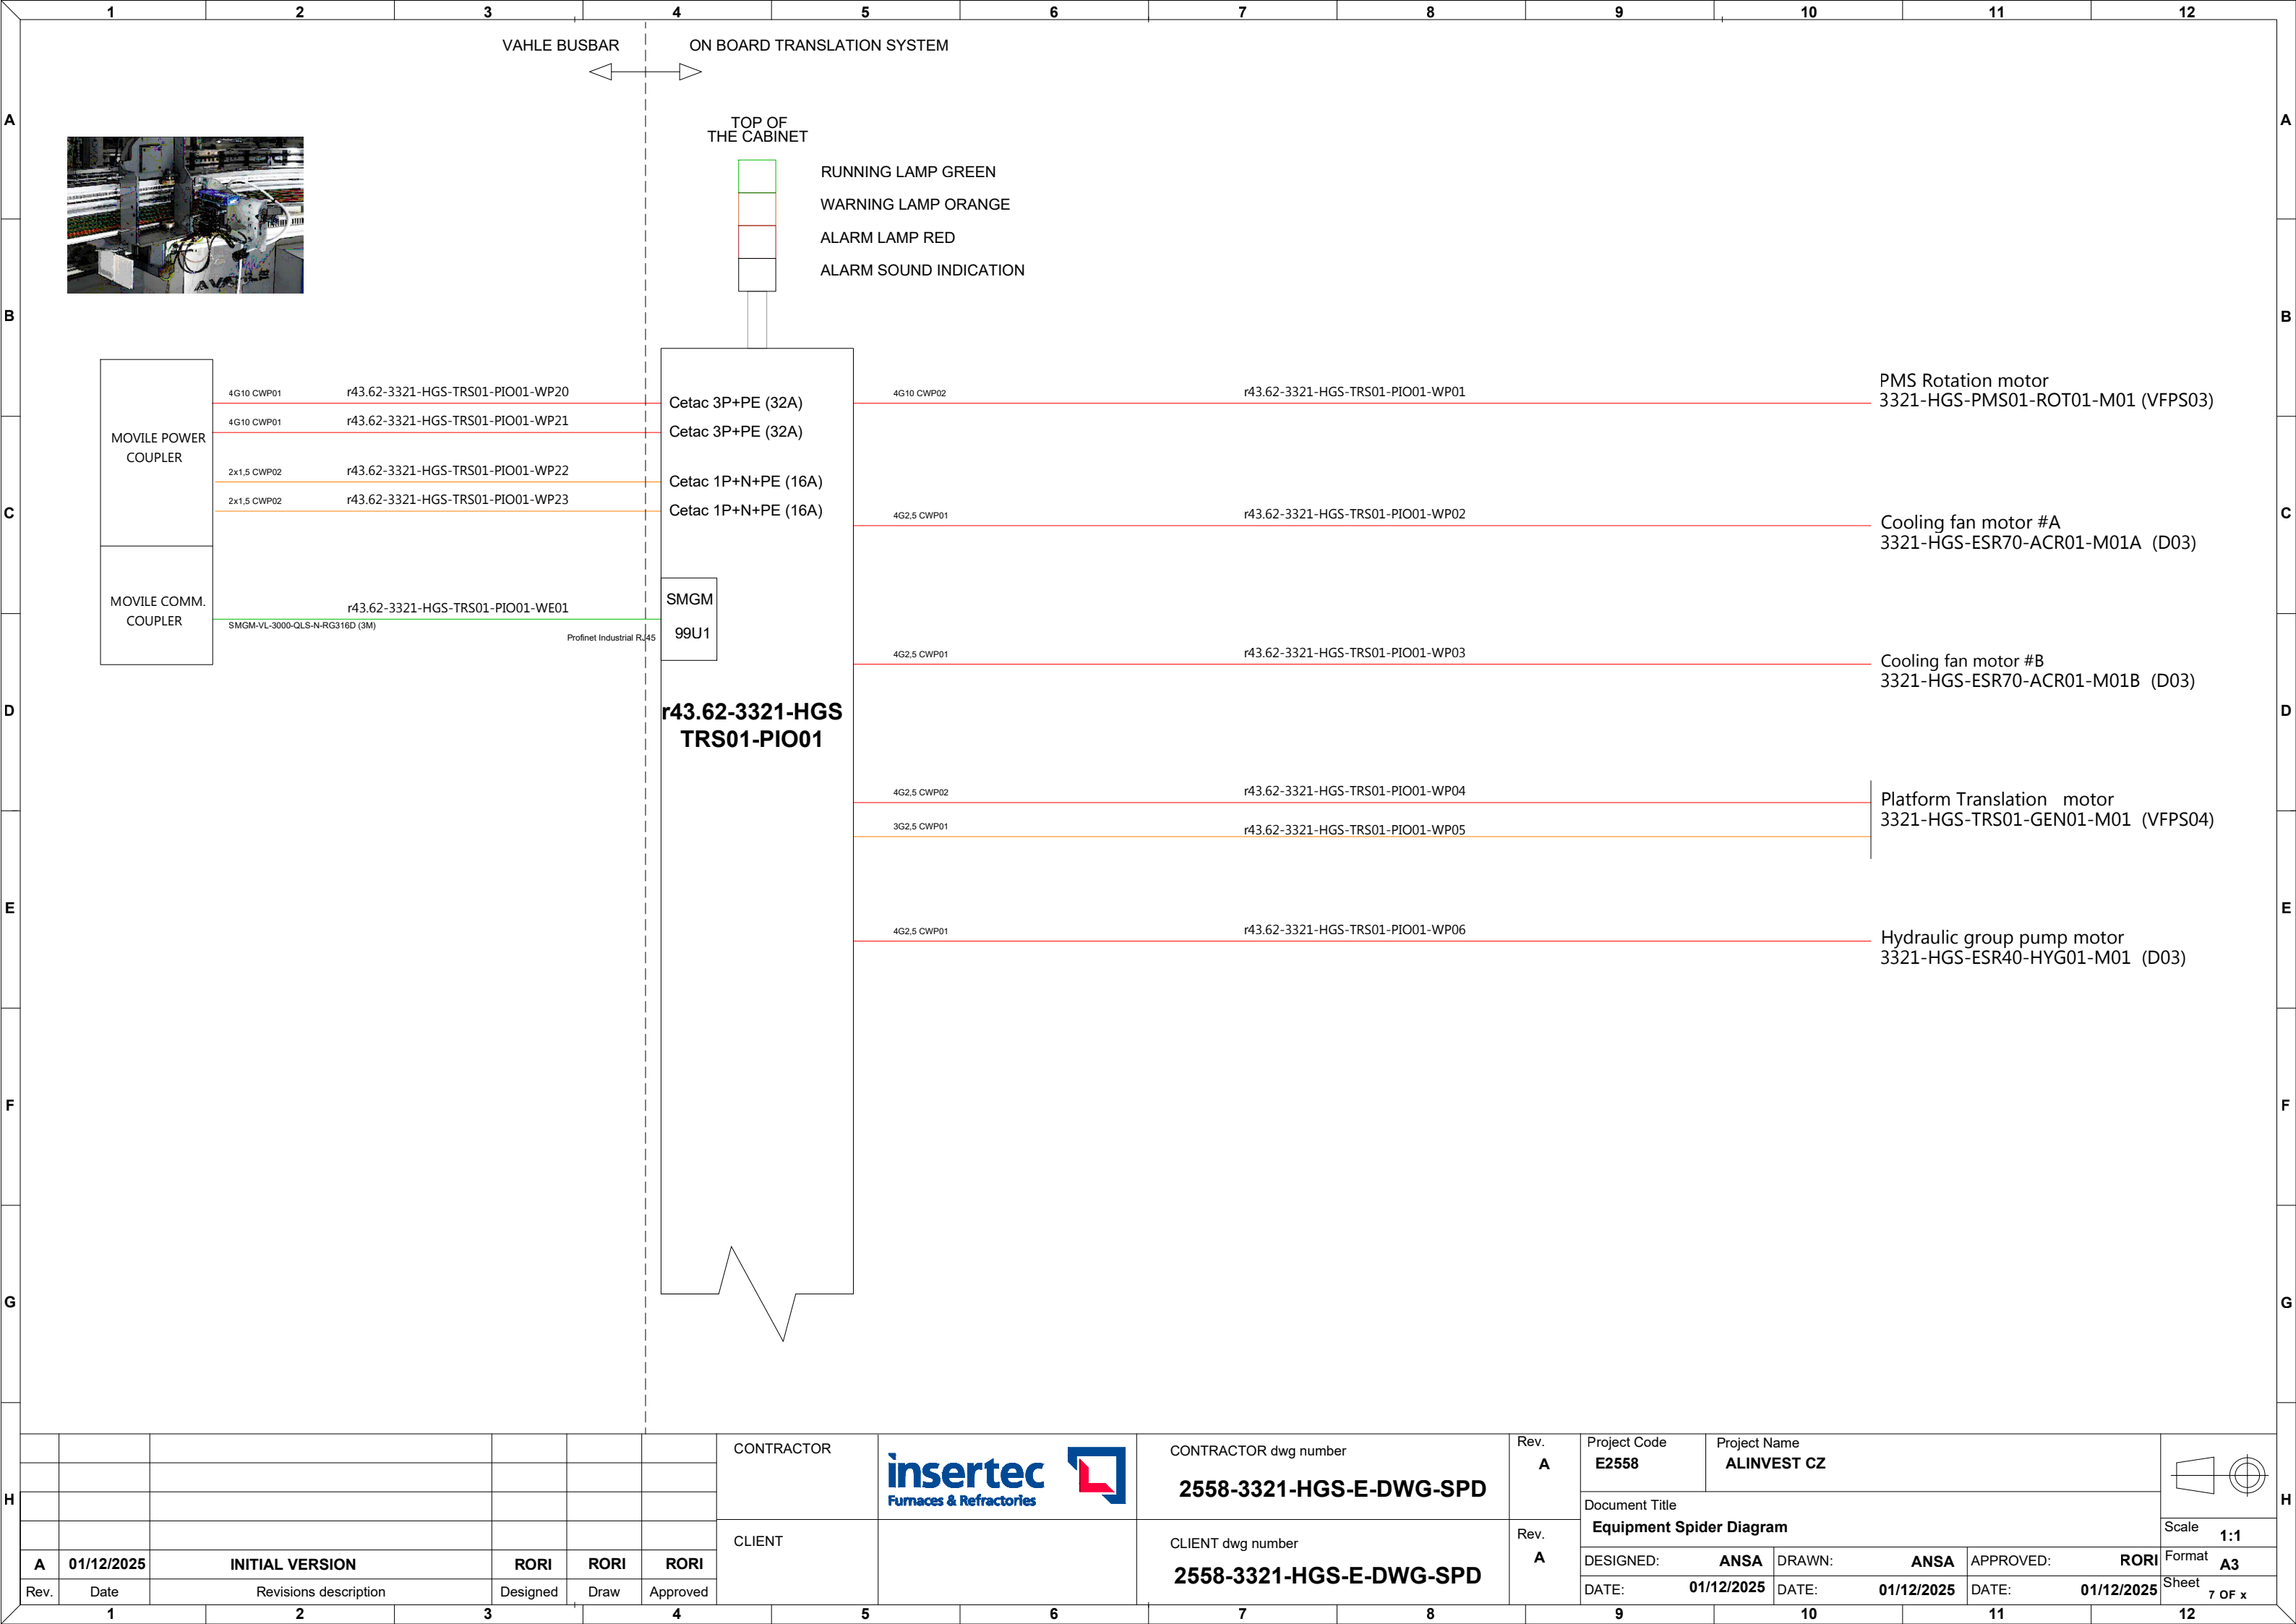 1 2 3 4 5 6 7 8 9 10 11 12
VAHLE BUSBAR
ON BOARD TRANSLATION SYSTEM
A A
TOP OF
THE CABINET
RUNNING LAMP GREEN
WARNING LAMP ORANGE
ALARM LAMP RED
ALARM SOUND INDICATION
B B
MOVILE POWER
COUPLER
4G10 CWP01 r43.62-3321-HGS-TRS01-PIO01-WP20 Cetac 3P+PE (32A)
4G10 CWP01 r43.62-3321-HGS-TRS01-PIO01-WP21 Cetac 3P+PE (32A)
2x1,5 CWP02 r43.62-3321-HGS-TRS01-PIO01-WP22 Cetac 1P+N+PE (16A)
2x1,5 CWP02 r43.62-3321-HGS-TRS01-PIO01-WP23 Cetac 1P+N+PE (16A)
C C
MOVILE COMM.
COUPLER
r43.62-3321-HGS-TRS01-PIO01-WE01
SMGM-VL-3000-QLS-N-RG316D (3M)
Profinet Industrial RJ45
SMGM
99U1
r43.62-3321-HGS
TRS01-PIO01
4G10 CWP02 r43.62-3321-HGS-TRS01-PIO01-WP01
PMS Rotation motor
3321-HGS-PMS01-ROT01-M01 (VFPS03)
4G2,5 CWP01 r43.62-3321-HGS-TRS01-PIO01-WP02
Cooling fan motor #A
3321-HGS-ESR70-ACR01-M01A (D03)
4G2,5 CWP01 r43.62-3321-HGS-TRS01-PIO01-WP03
Cooling fan motor #B
3321-HGS-ESR70-ACR01-M01B (D03)
D D
4G2,5 CWP02 r43.62-3321-HGS-TRS01-PIO01-WP04
3G2,5 CWP01 r43.62-3321-HGS-TRS01-PIO01-WP05
Platform Translation motor
3321-HGS-TRS01-GEN01-M01 (VFPS04)
E E
4G2,5 CWP01 r43.62-3321-HGS-TRS01-PIO01-WP06
Hydraulic group pump motor
3321-HGS-ESR40-HYG01-M01 (D03)
F F
G G
H H
A 01/12/2025 INITIAL VERSION RORI RORI RORI
Rev. Date Revisions description Designed Draw Approved
CONTRACTOR
insertec
Furnaces & Refractories
CONTRACTOR dwg number
2558-3321-HGS-E-DWG-SPD
Rev.
A
CLIENT
CLIENT dwg number
2558-3321-HGS-E-DWG-SPD
Rev.
A
Project Code
E2558
Project Name
ALINVEST CZ
Document Title
Equipment Spider Diagram
DESIGNED: ANSA DRAWN: ANSA APPROVED: RORI
DATE: 01/12/2025 DATE: 01/12/2025 DATE: 01/12/2025
Scale
1:1
Format
A3
Sheet
7 OF x
1 2 3 4 5 6 7 8 9 10 11 12